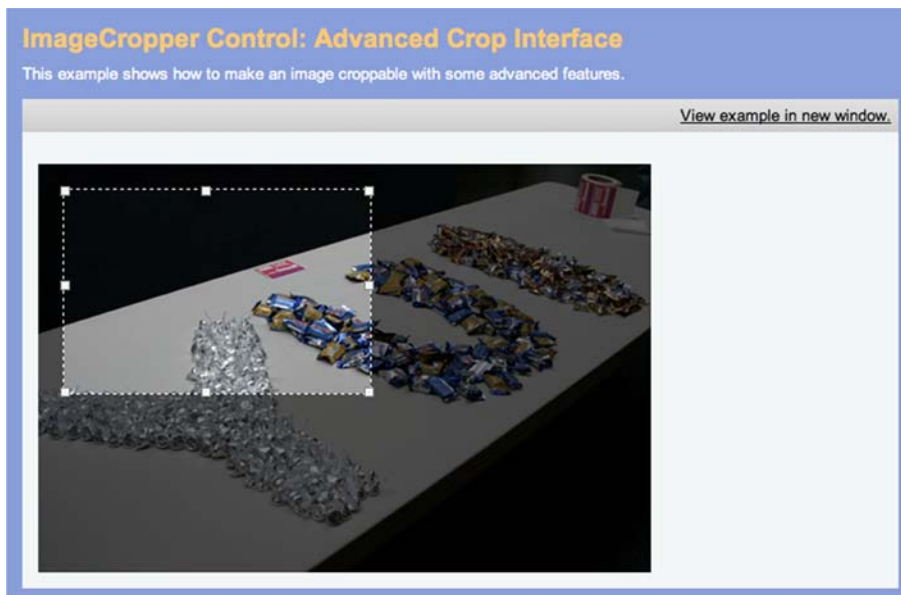 ImageCropper Control: Advanced Crop Interface
This example shows how to make an image croppable with some advanced features.
View example in new window.